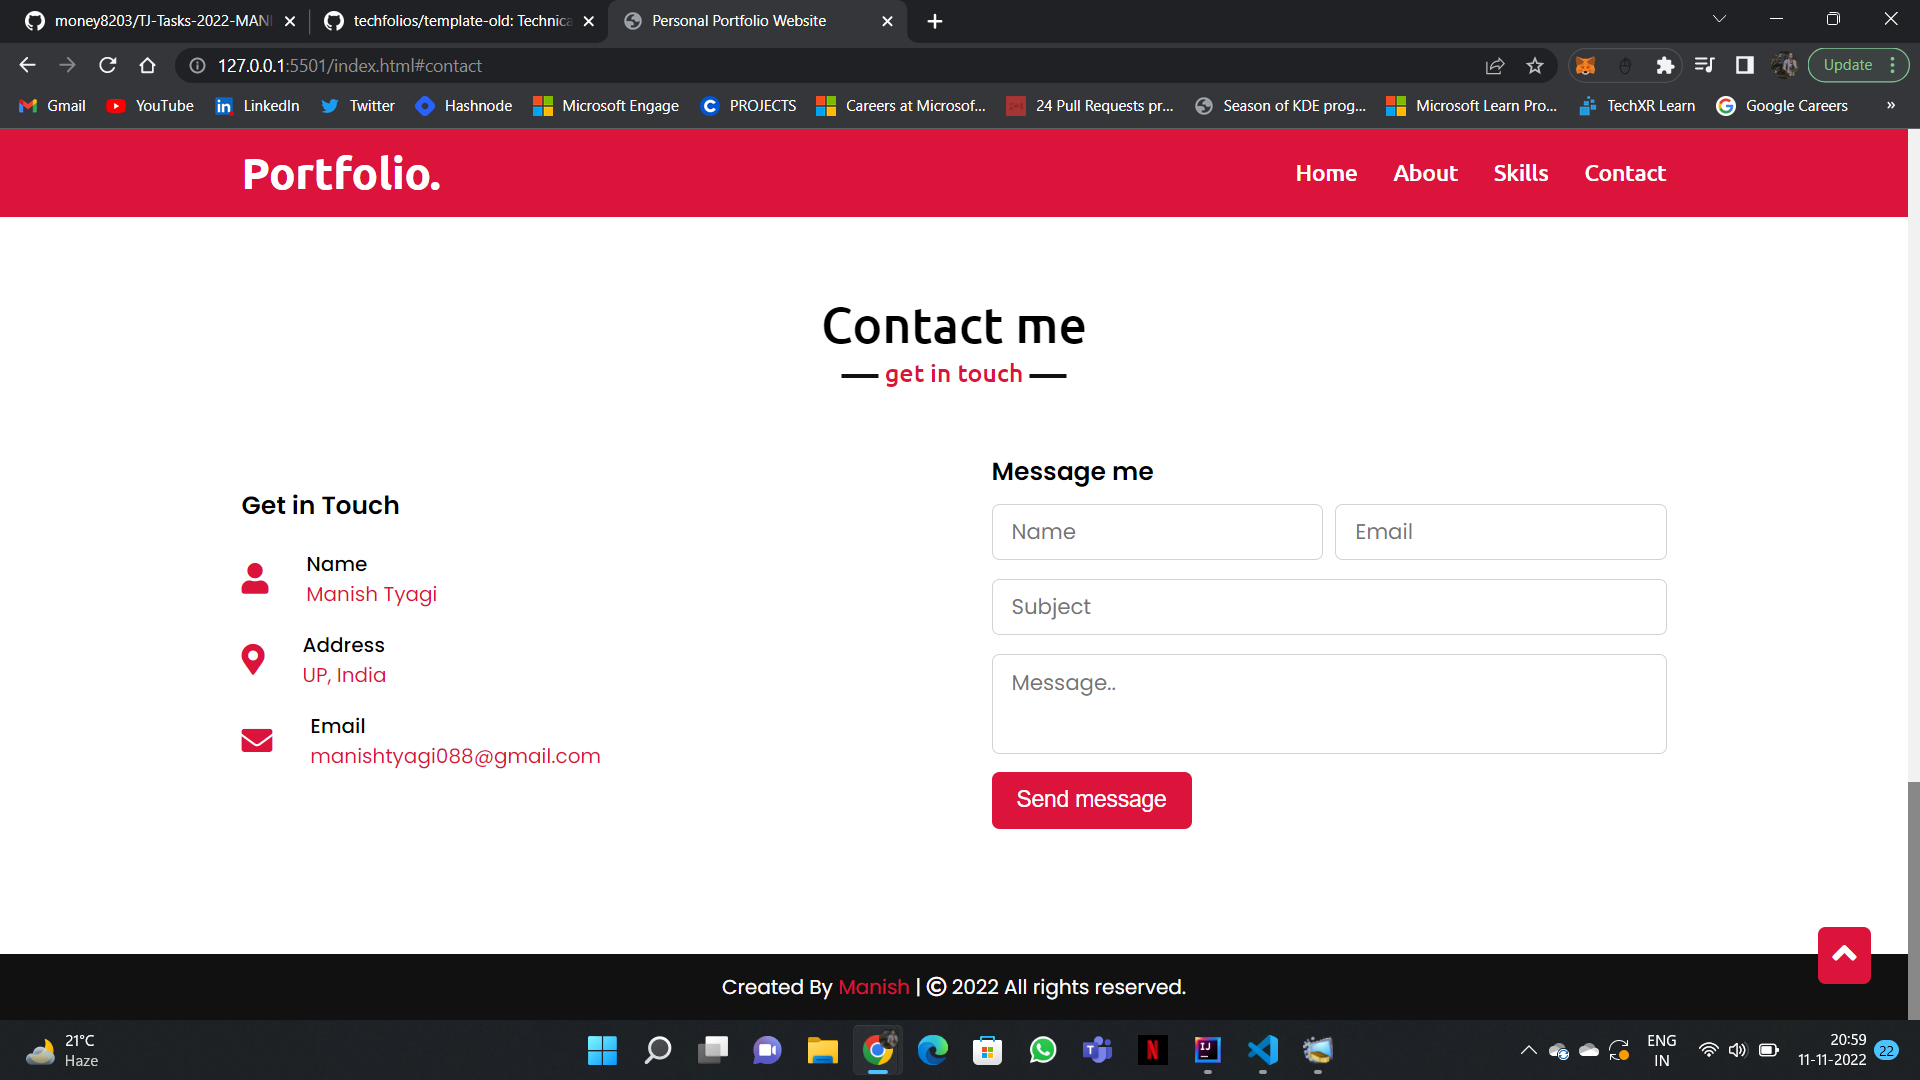 money8203/TJ-Tasks-2022-MANI
techfolios/template-old: Technica
Personal Portfolio Website
127.0.0.1:5501/index.html#contact
Update
Gmail YouTube LinkedIn Twitter Hashnode Microsoft Engage PROJECTS Careers at Microsof... 24 Pull Requests pr... Season of KDE prog... Microsoft Learn Pro... TechXR Learn Google Careers »
Portfolio.
Home About Skills Contact
Contact me
get in touch
Get in Touch
Name
Manish Tyagi
Address
UP, India
Email
manishtyagi088@gmail.com
Message me
Name Email
Subject
Message..
Send message
Created By Manish | © 2022 All rights reserved.
21°C
Haze
ENG
IN
20:59
11-11-2022
22